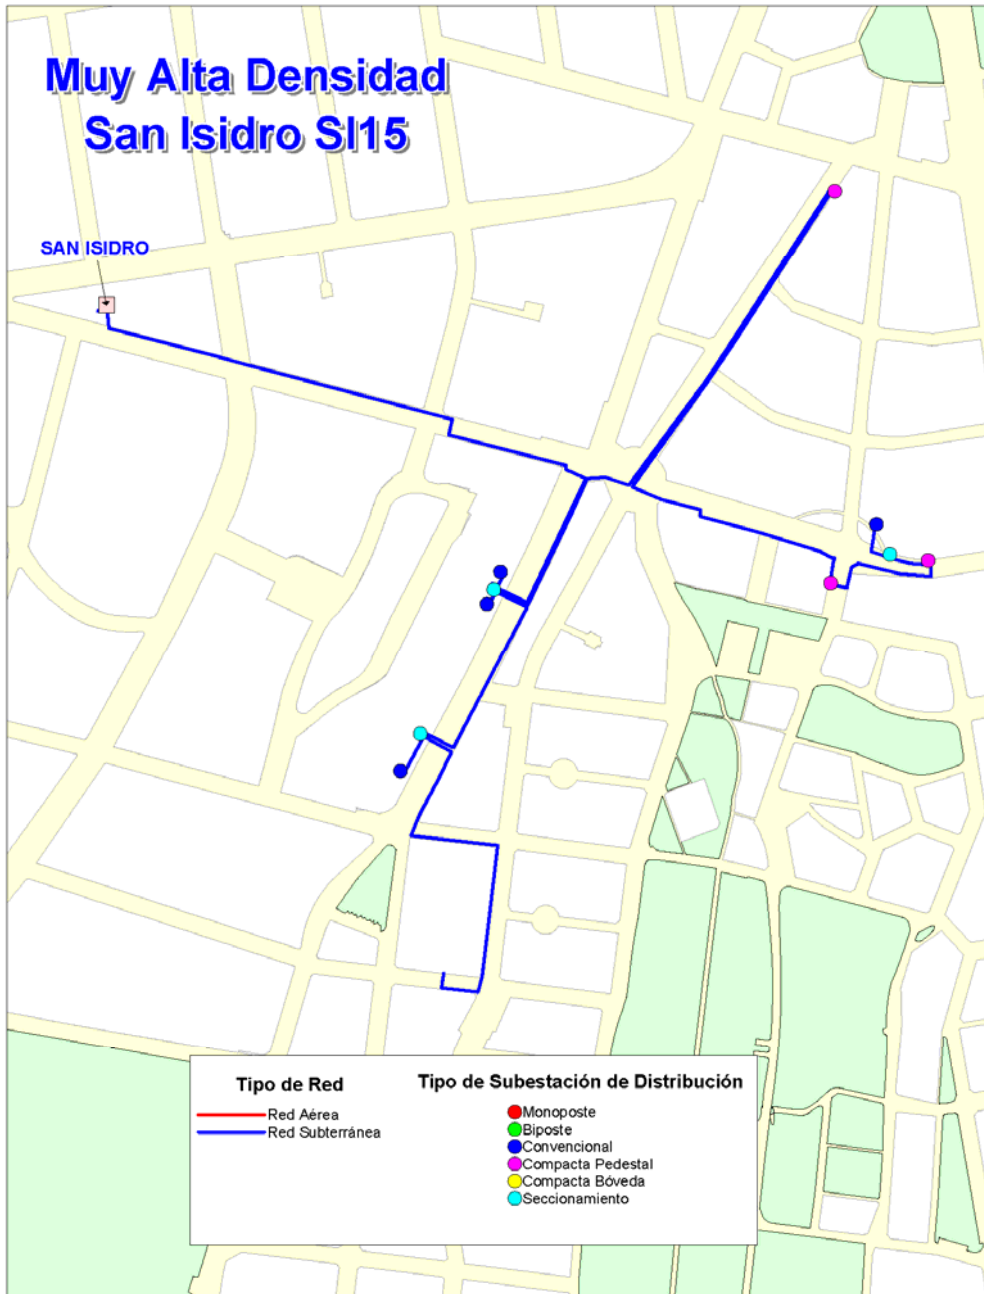 Muy Alta Densidad
San Isidro SI15
SAN ISIDRO
Tipo de Red
Red Aérea
Red Subterránea
Tipo de Subestación de Distribución
Monoposte
Biposte
Convencional
Compacta Pedestal
Compacta Bóveda
Seccionamiento